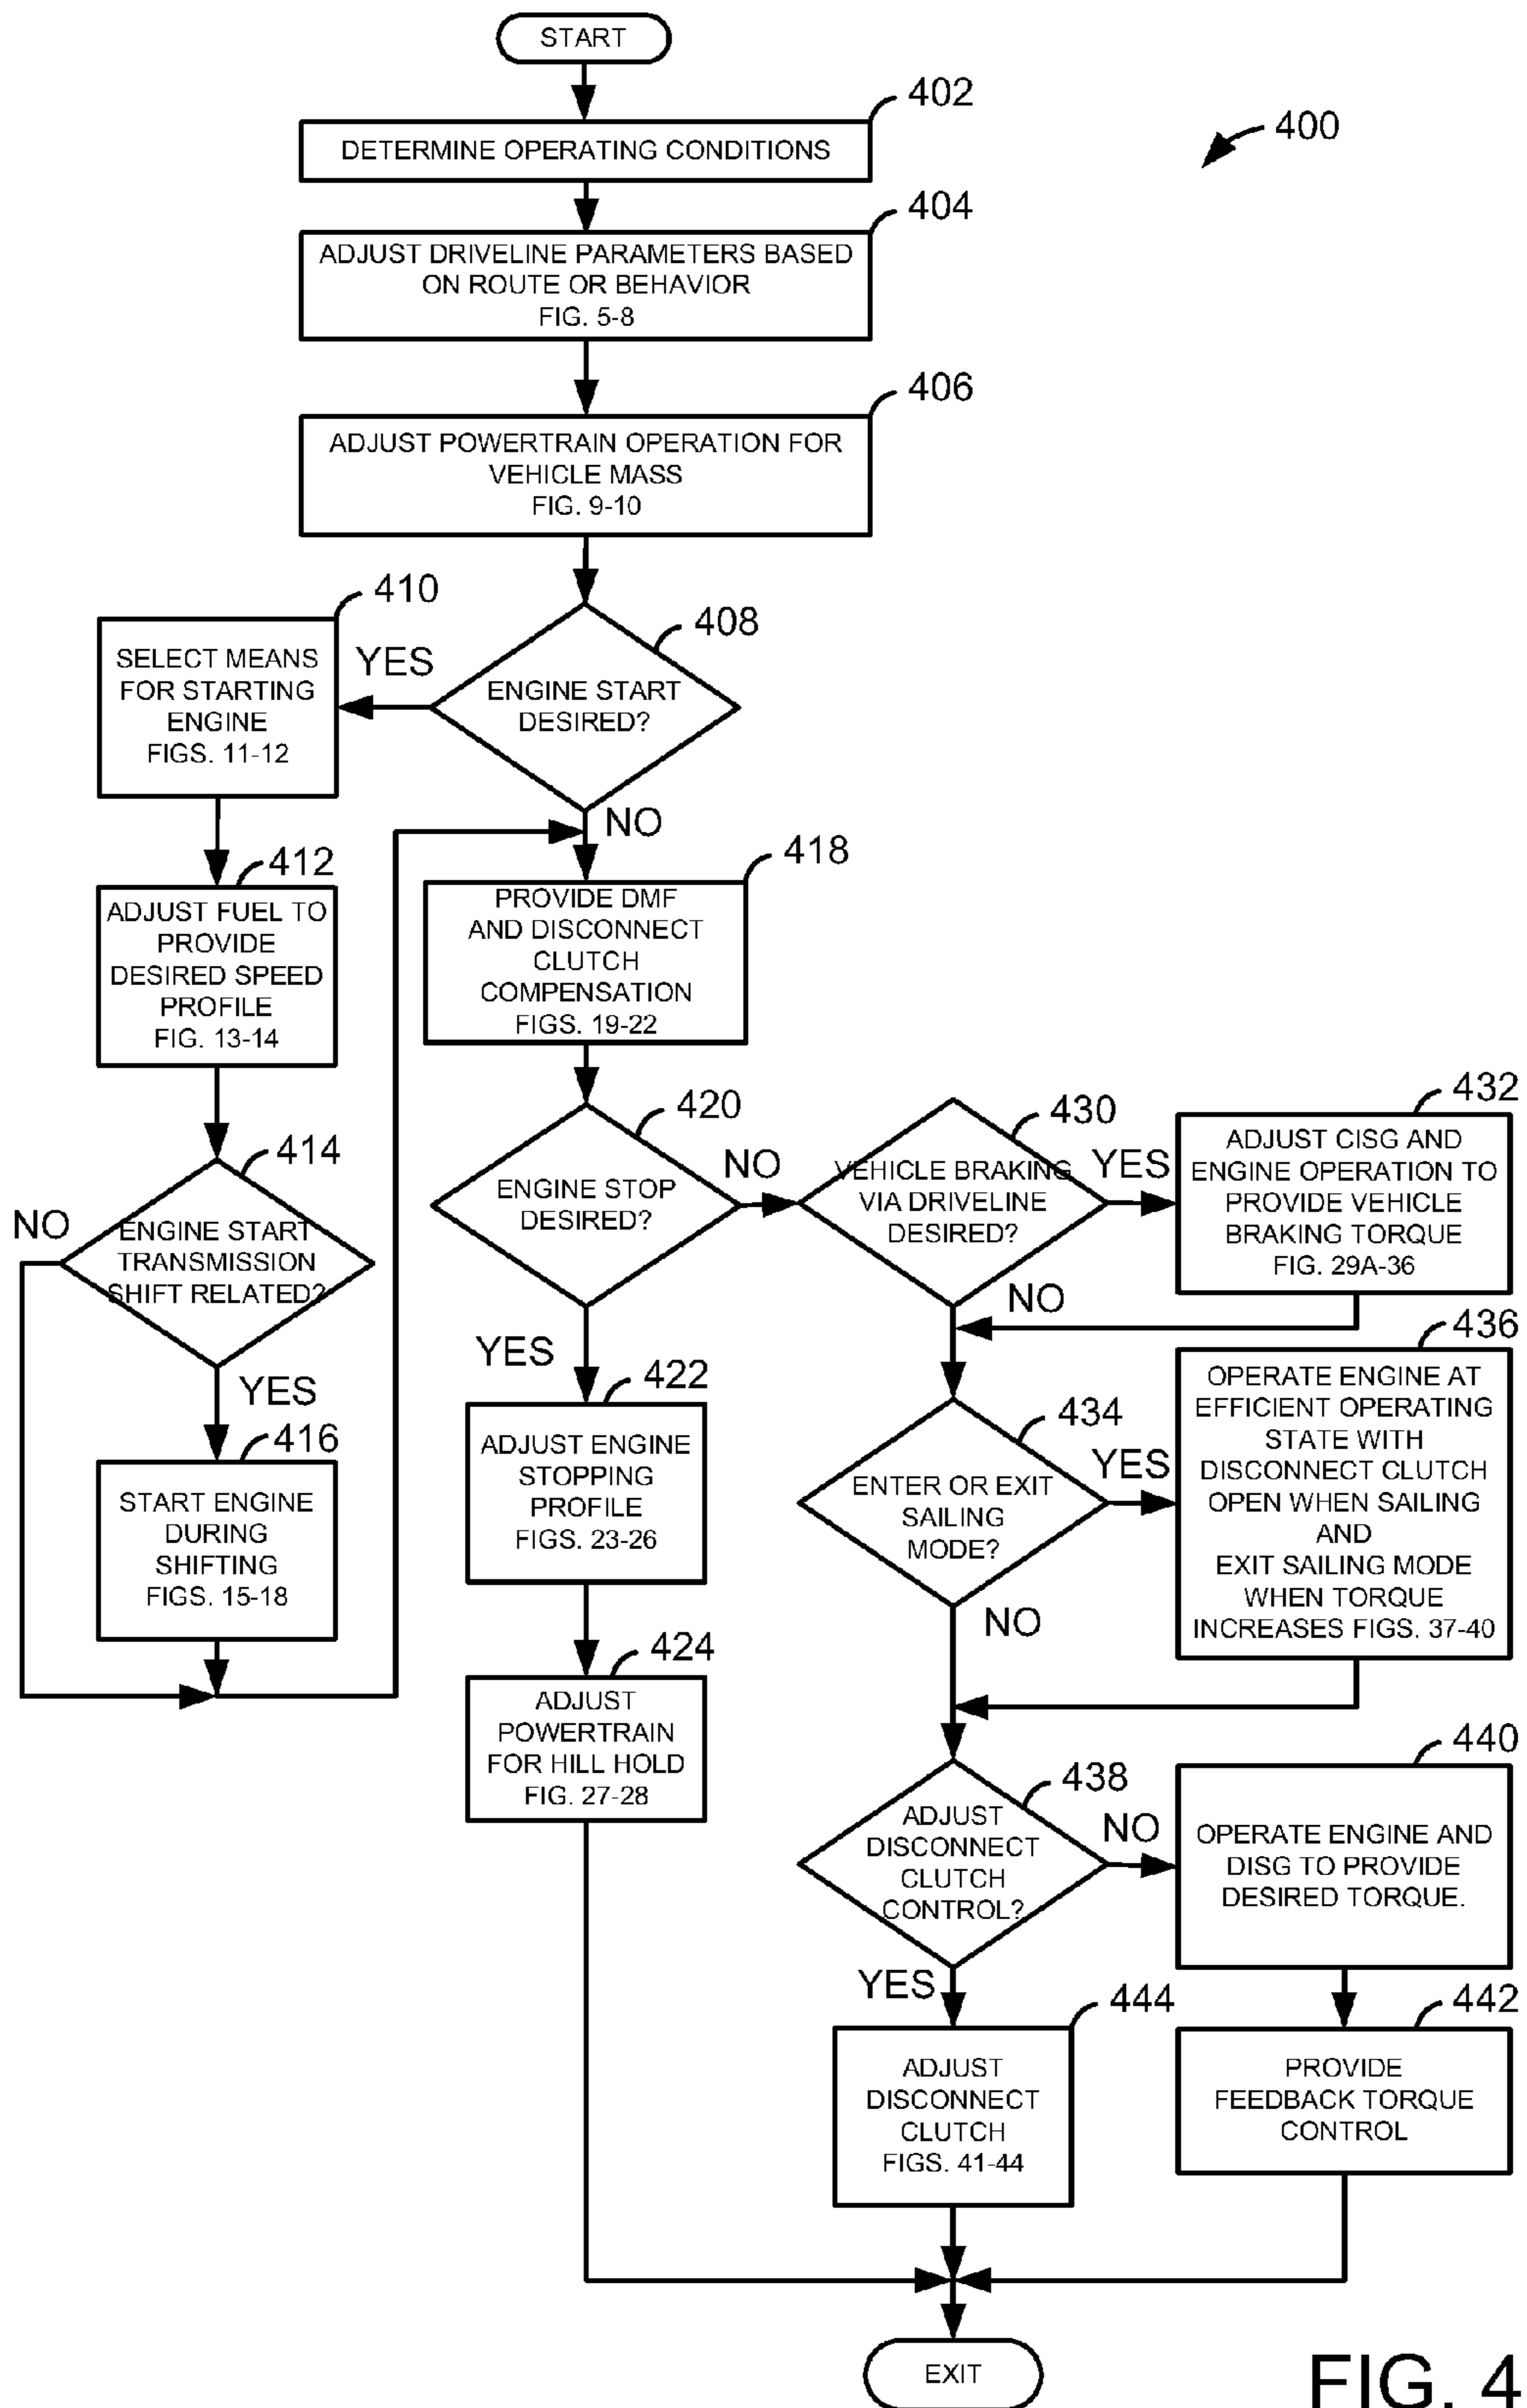 START
402
DETERMINE OPERATING CONDITIONS
400
404
ADJUST DRIVELINE PARAMETERS BASED
ON ROUTE OR BEHAVIOR
FIG. 5-8
406
ADJUST POWERTRAIN OPERATION FOR
VEHICLE MASS
FIG. 9-10
408
ENGINE START
DESIRED?
YES
NO
410
SELECT MEANS
FOR STARTING
ENGINE
FIGS. 11-12
412
ADJUST FUEL TO
PROVIDE
DESIRED SPEED
PROFILE
FIG. 13-14
414
ENGINE START
TRANSMISSION
SHIFT RELATED?
NO
YES
416
START ENGINE
DURING
SHIFTING
FIGS. 15-18
418
PROVIDE DMF
AND DISCONNECT
CLUTCH
COMPENSATION
FIGS. 19-22
420
ENGINE STOP
DESIRED?
NO
YES
422
ADJUST ENGINE
STOPPING
PROFILE
FIGS. 23-26
424
ADJUST
POWERTRAIN
FOR HILL HOLD
FIG. 27-28
430
VEHICLE BRAKING
VIA DRIVELINE
DESIRED?
YES
NO
432
ADJUST CISG AND
ENGINE OPERATION TO
PROVIDE VEHICLE
BRAKING TORQUE
FIG. 29A-36
434
ENTER OR EXIT
SAILING
MODE?
YES
NO
436
OPERATE ENGINE AT
EFFICIENT OPERATING
STATE WITH
DISCONNECT CLUTCH
OPEN WHEN SAILING
AND
EXIT SAILING MODE
WHEN TORQUE
INCREASES FIGS. 37-40
438
ADJUST
DISCONNECT
CLUTCH
CONTROL?
NO
YES
440
OPERATE ENGINE AND
DISG TO PROVIDE
DESIRED TORQUE.
442
PROVIDE
FEEDBACK TORQUE
CONTROL
444
ADJUST
DISCONNECT
CLUTCH
FIGS. 41-44
EXIT
FIG. 4